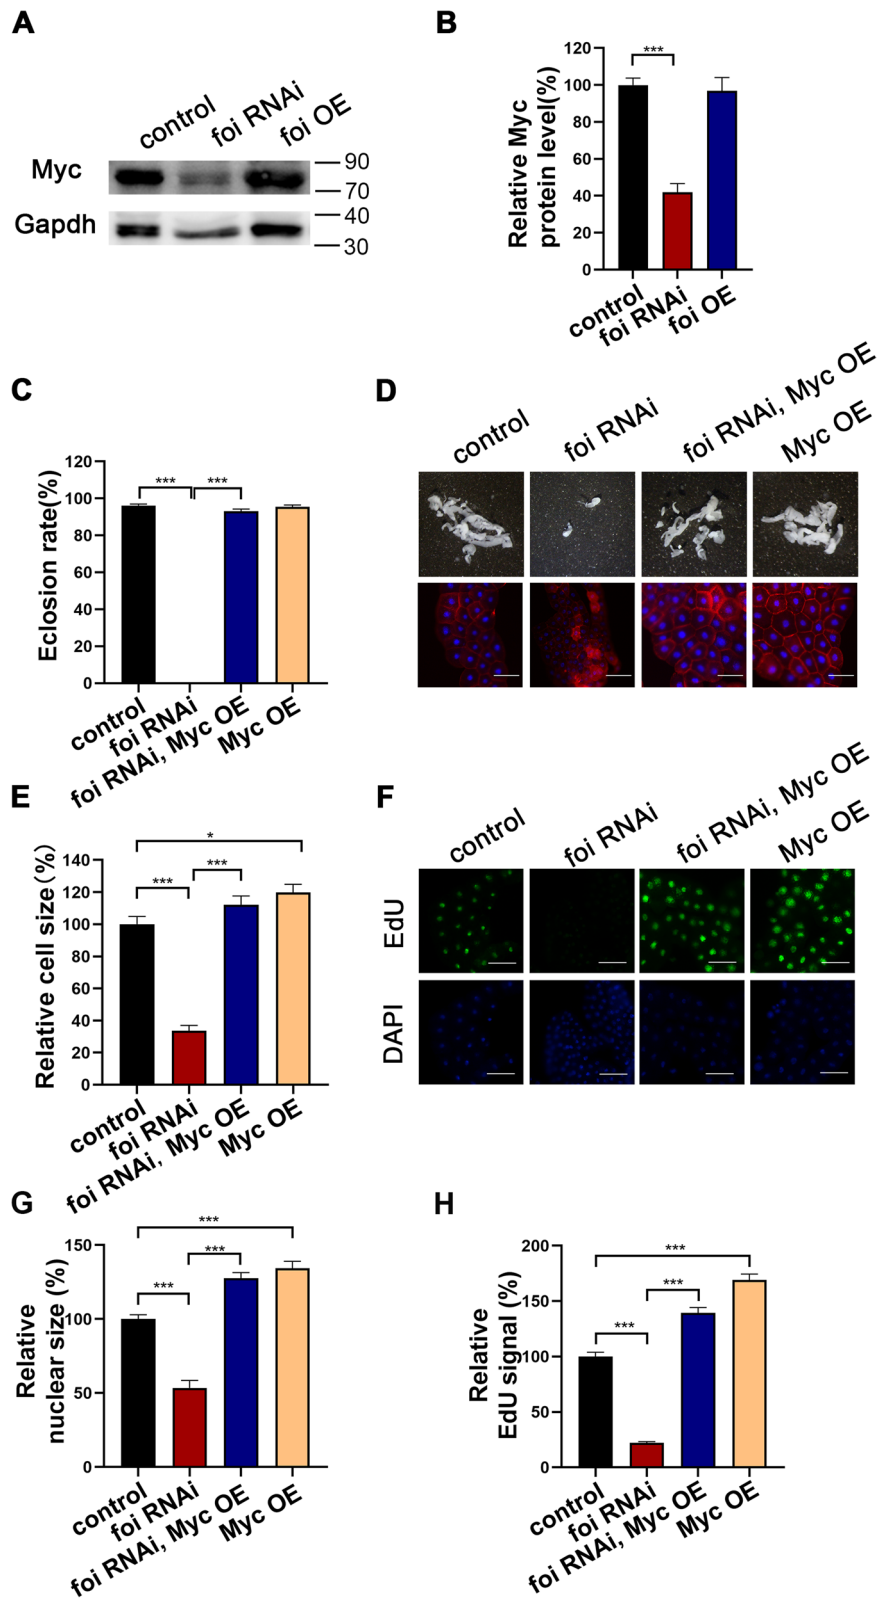 A
control
foi RNAi
foi OE
Myc
90
70
Gapdh
40
30
B
***
Relative Myc
protein level(%)
120
100
80
60
40
20
0
control
foi RNAi
foi OE
C
*** ***
Eclosion rate(%)
120
100
80
60
40
20
0
control
foi RNAi
foi RNAi, Myc OE
Myc OE
D
control
foi RNAi
foi RNAi, Myc OE
Myc OE
E
*
*** ***
Relative cell size(%)
140
120
100
80
60
40
20
0
control
foi RNAi
foi RNAi, Myc OE
Myc OE
F
control
foi RNAi
foi RNAi, Myc OE
Myc OE
EdU
DAPI
G
***
***
***
Relative
nuclear size (%)
150
100
50
0
control
foi RNAi
foi RNAi, Myc OE
Myc OE
H
***
***
***
Relative
EdU signal (%)
200
150
100
50
0
control
foi RNAi
foi RNAi, Myc OE
Myc OE